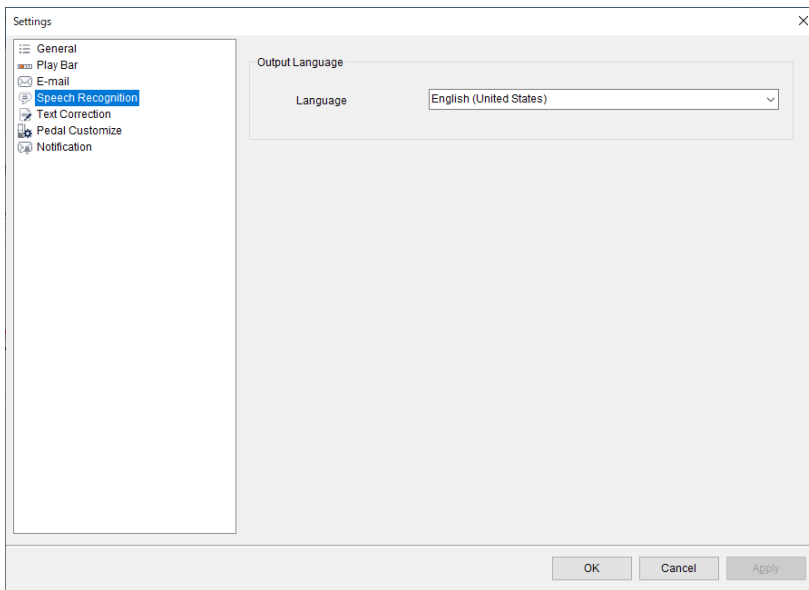 Settings
General
Play Bar
E-mail
Speech Recognition
Text Correction
Pedal Customize
Notification
Output Language
Language English (United States)
OK Cancel Apply